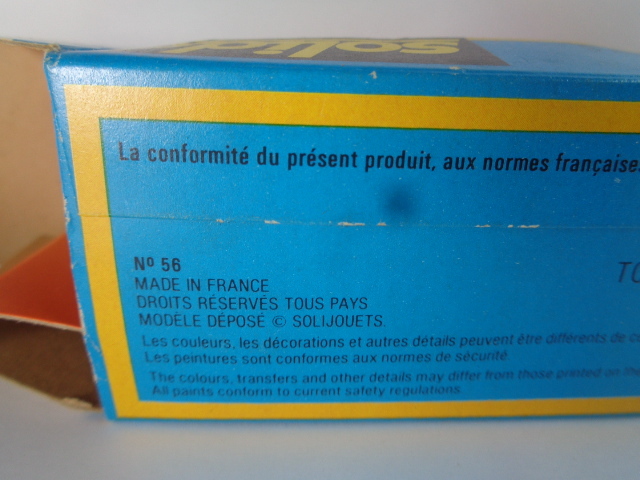 solido
La conformité du présent produit, aux normes françaises
Nº 56
TO
MADE IN FRANCE
DROITS RÉSERVÉS TOUS PAYS
MODÈLE DÉPOSÉ © SOLIJOUETS.
Les couleurs, les décorations et autres détails peuvent être différents de c
Les peintures sont conformes aux normes de sécurité.
The colours, transfers and other details may differ from those printed on the
All paints conform to current safety regulations.